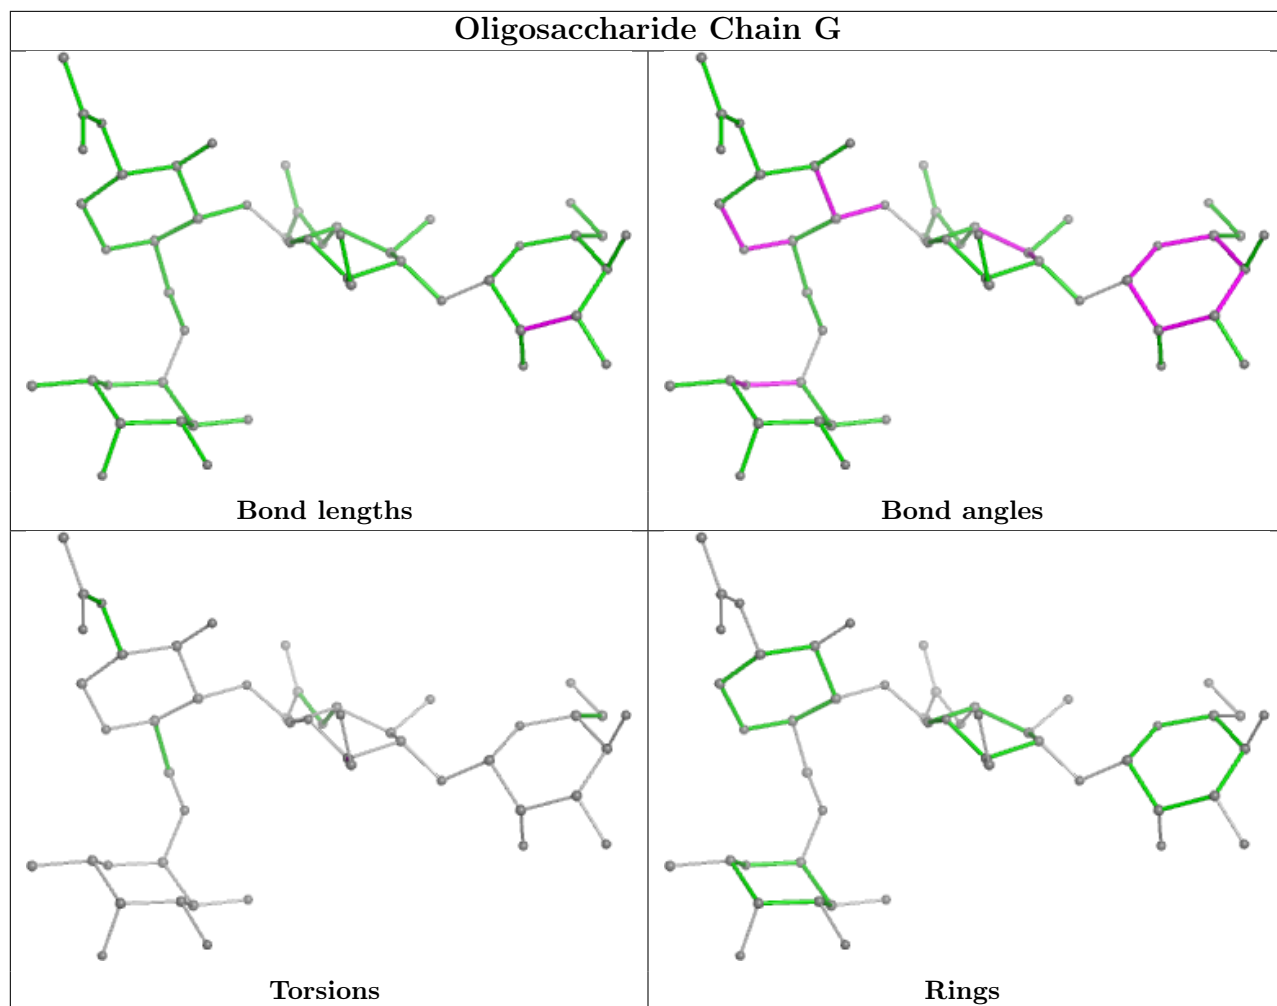 Oligosaccharide Chain G
Bond lengths
Bond angles
Torsions
Rings